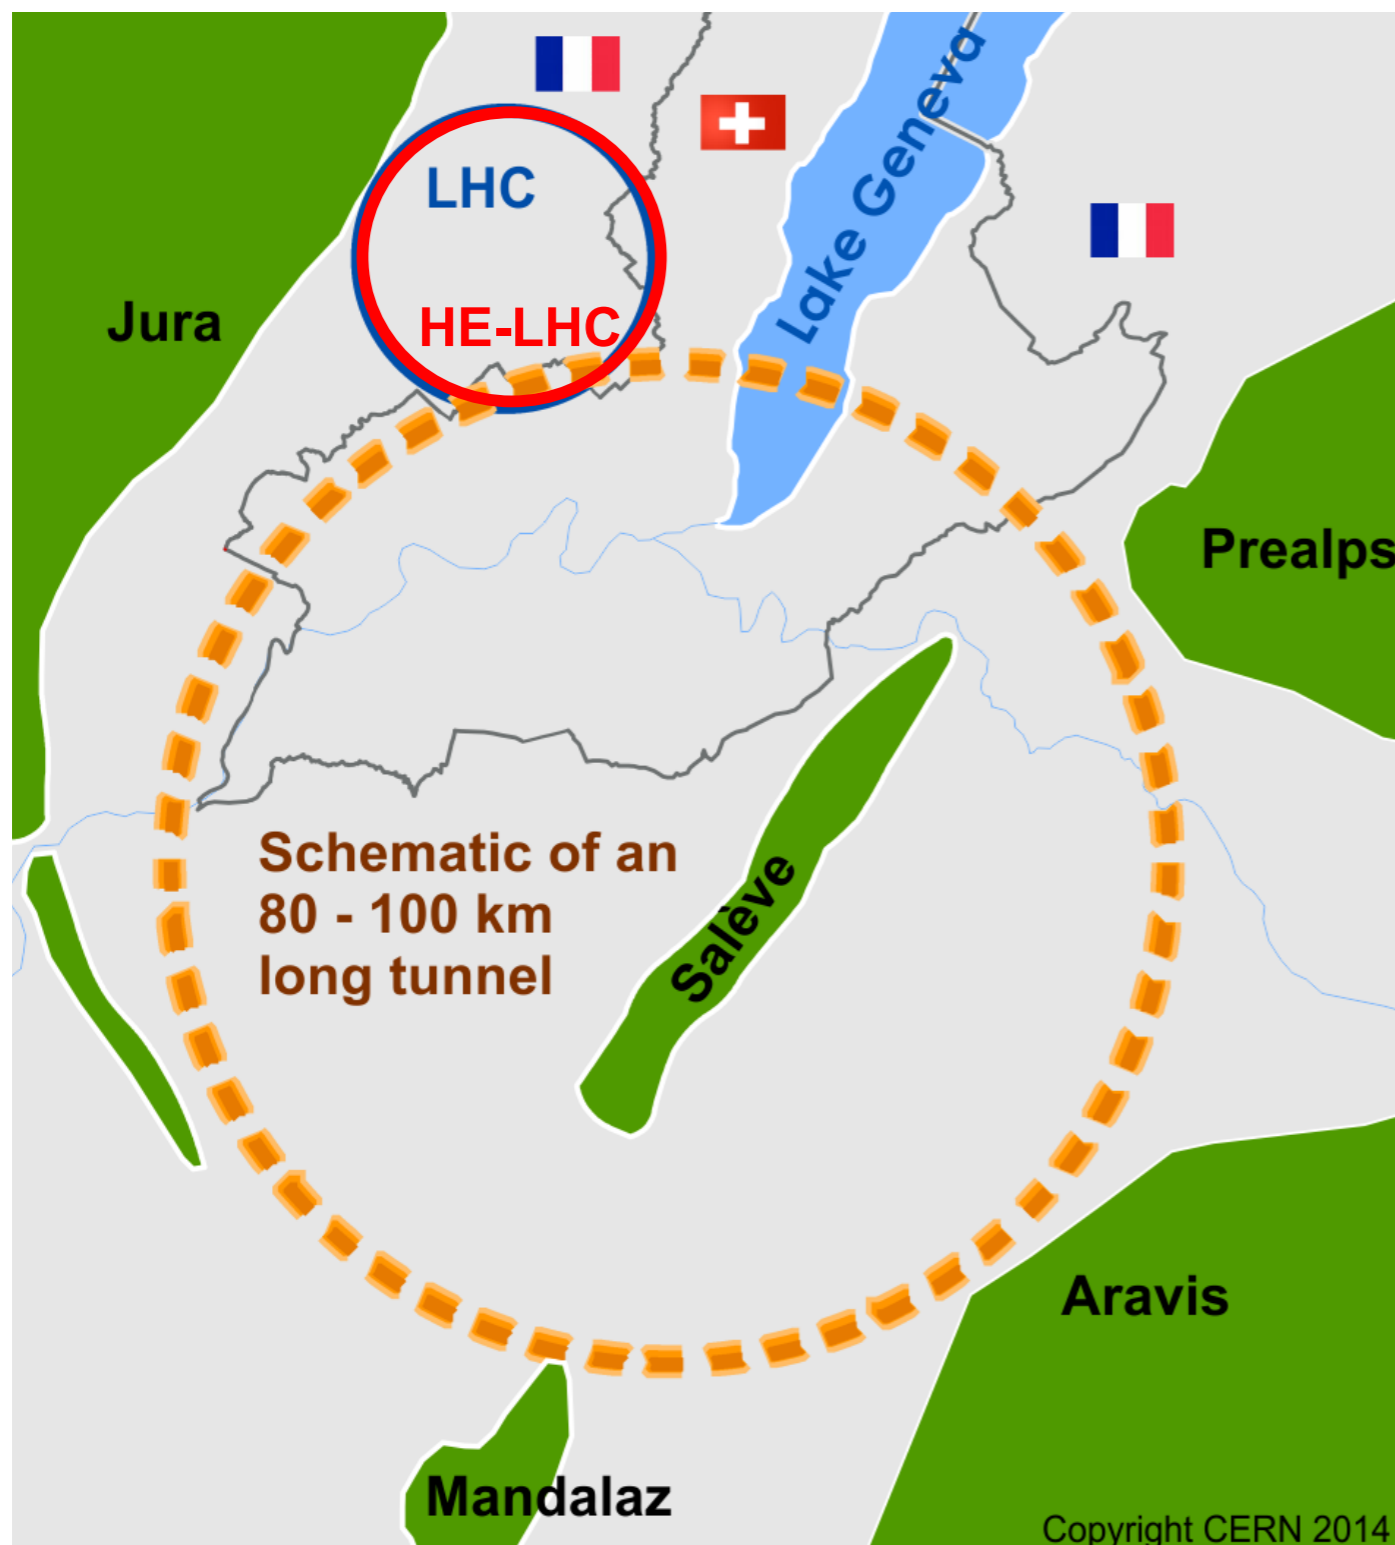 LHC
HE-LHC
Lake Geneva
Jura
Prealps
Schematic of an
80 - 100 km
long tunnel
Salève
Aravis
Mandalaz
Copyright CERN 2014